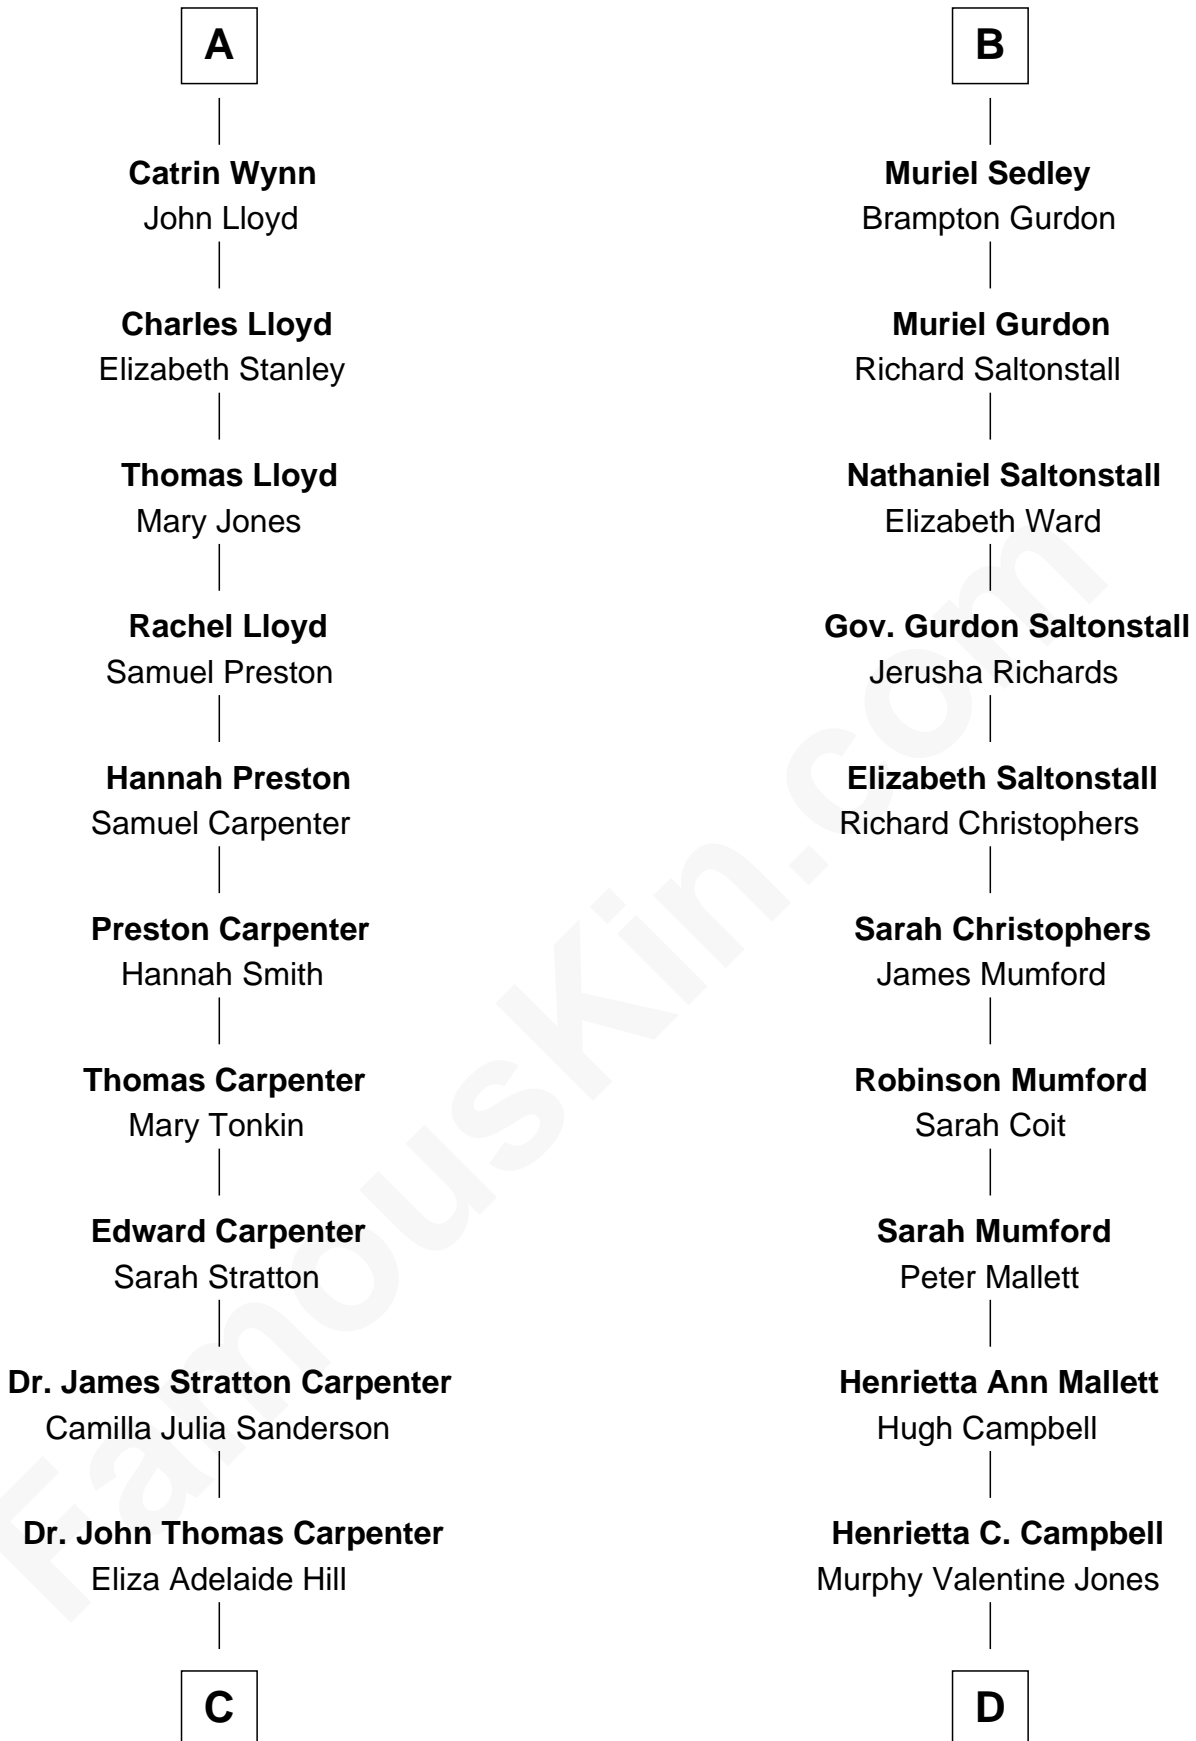 A
Catrin Wynn
John Lloyd
Charles Lloyd
Elizabeth Stanley
Thomas Lloyd
Mary Jones
Rachel Lloyd
Samuel Preston
Hannah Preston
Samuel Carpenter
Preston Carpenter
Hannah Smith
Thomas Carpenter
Mary Tonkin
Edward Carpenter
Sarah Stratton
Dr. James Stratton Carpenter
Camilla Julia Sanderson
Dr. John Thomas Carpenter
Eliza Adelaide Hill
C
B
Muriel Sedley
Brampton Gurdon
Muriel Gurdon
Richard Saltonstall
Nathaniel Saltonstall
Elizabeth Ward
Gov. Gurdon Saltonstall
Jerusha Richards
Elizabeth Saltonstall
Richard Christophers
Sarah Christophers
James Mumford
Robinson Mumford
Sarah Coit
Sarah Mumford
Peter Mallett
Henrietta Ann Mallett
Hugh Campbell
Henrietta C. Campbell
Murphy Valentine Jones
D
FamousKin.com